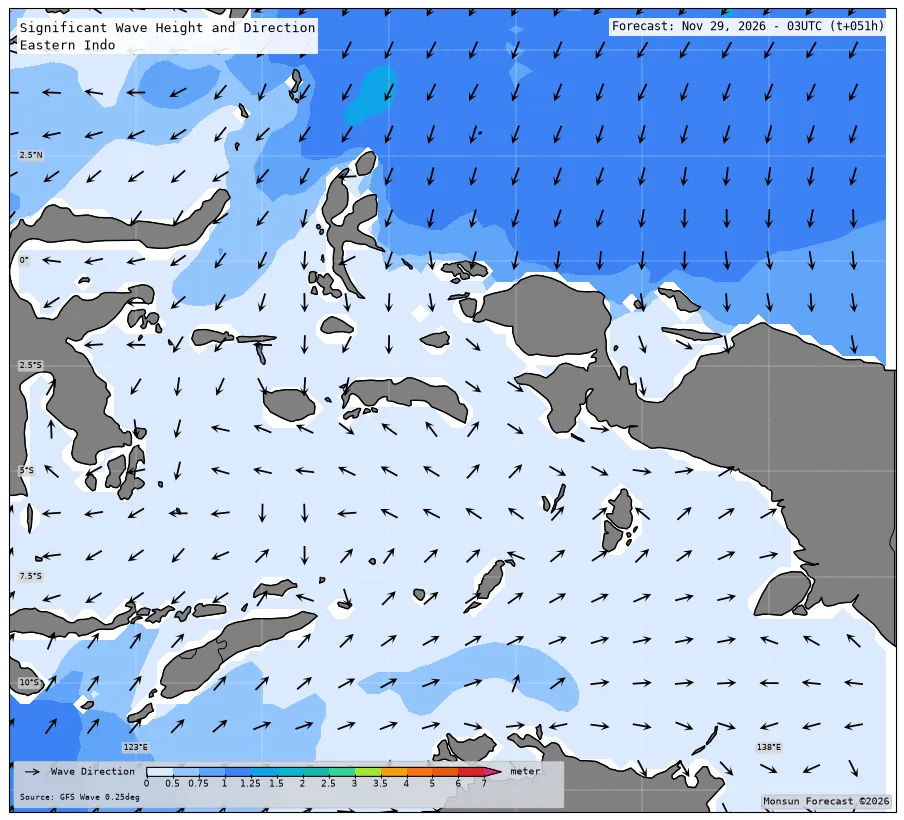 Significant Wave Height and Direction
Eastern Indo
Forecast: Nov 29, 2026 - 03UTC (t+051h)
2.5°N
0°
2.5°S
5°S
7.5°S
10°S
123°E
138°E
Wave Direction
meter
0 0.5 0.75 1 1.25 1.5 2 2.5 3 3.5 4 5 6 7
Source: GFS Wave 0.25deg
Monsun Forecast ©2026